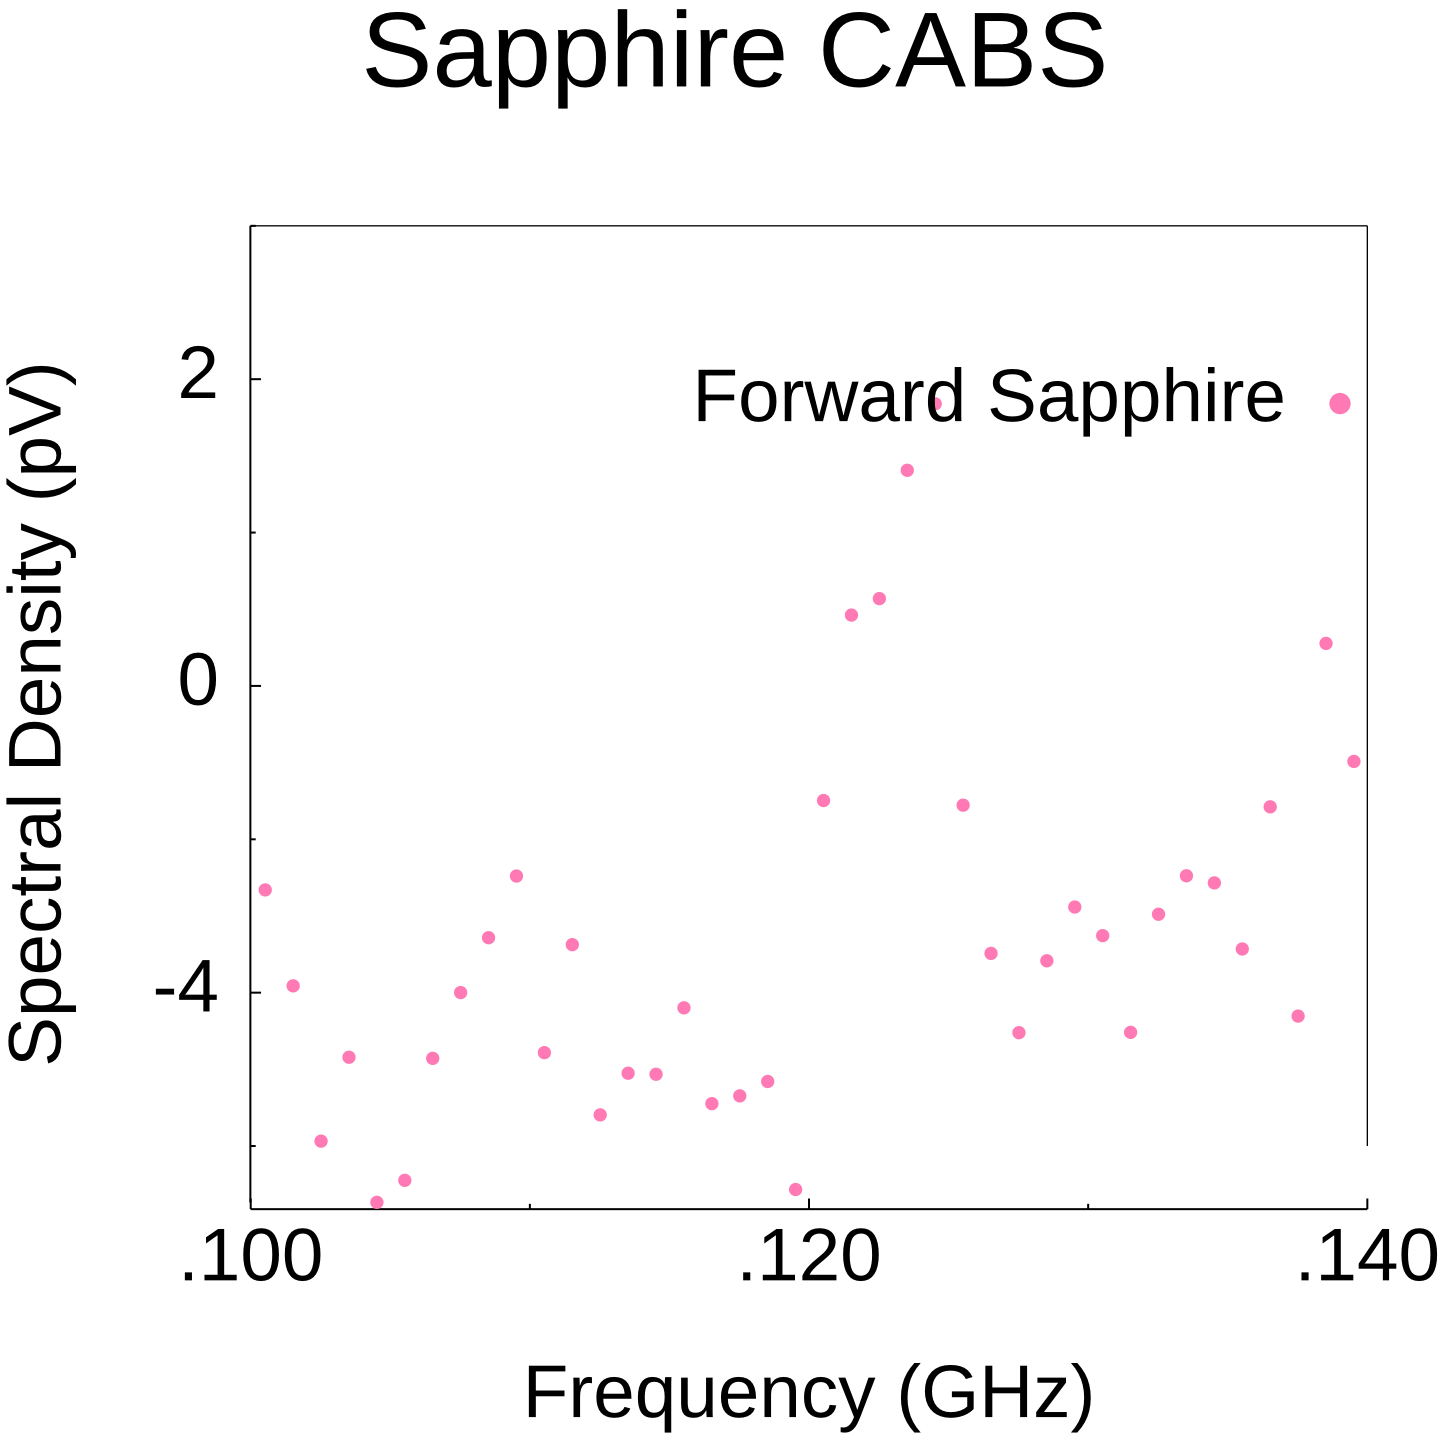 Sapphire CABS
Spectral Density (pV)
2
0
-4
Forward Sapphire
.100
.120
.140
Frequency (GHz)